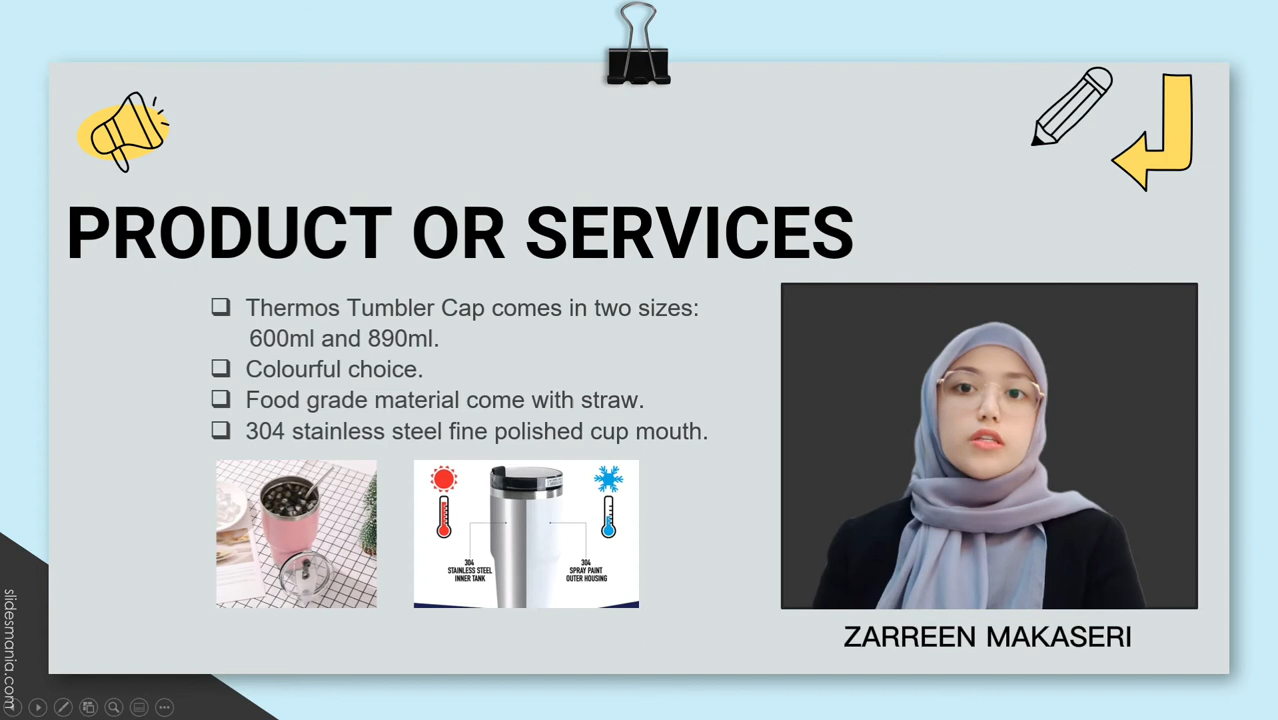 PRODUCT OR SERVICES
Thermos Tumbler Cap comes in two sizes:
600ml and 890ml.
Colourful choice.
Food grade material come with straw.
304 stainless steel fine polished cup mouth.
304
STAINLESS STEEL
INNER TANK
304
SPRAY PAINT
OUTER HOUSING
ZARREEN MAKASERI
slidesmania.com